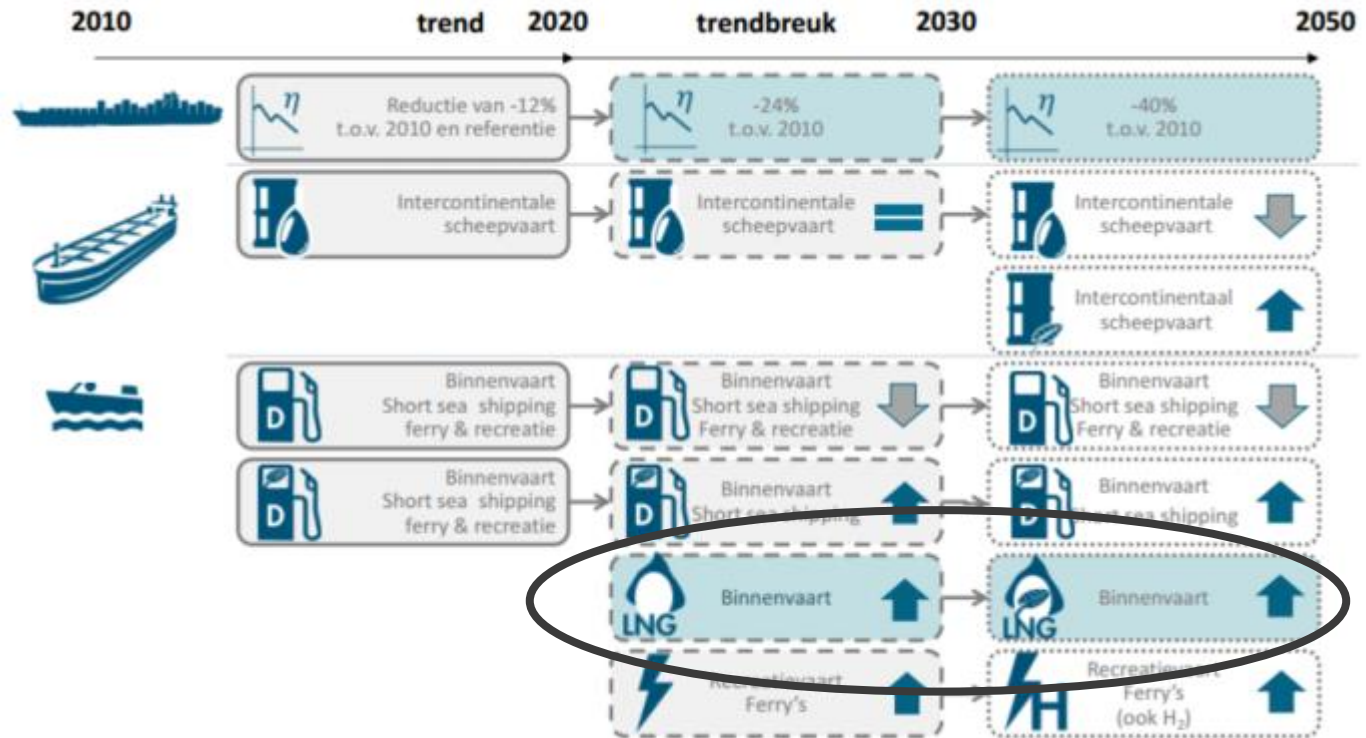 2010 trend 2020 trendbreuk 2030 2050
η Reductie van -12%
t.o.v. 2010 en referentie
η -24%
t.o.v. 2010
η -40%
t.o.v. 2010
Intercontinentale
scheepvaart
Intercontinentale
scheepvaart
Intercontinentale
scheepvaart
Intercontinentaal
scheepvaart
D Binnenvaart
Short sea shipping
ferry & recreatie
D Binnenvaart
Short sea shipping
Ferry & recreatie
D Binnenvaart
Short sea shipping
Ferry & recreatie
D Binnenvaart
Short sea shipping
ferry & recreatie
D Binnenvaart
Short sea shipping
D Binnenvaart
Short sea shipping
LNG Binnenvaart
LNG Binnenvaart
Recreatievaart
Ferry's
H Recreatievaart
Ferry's
(ook H₂)